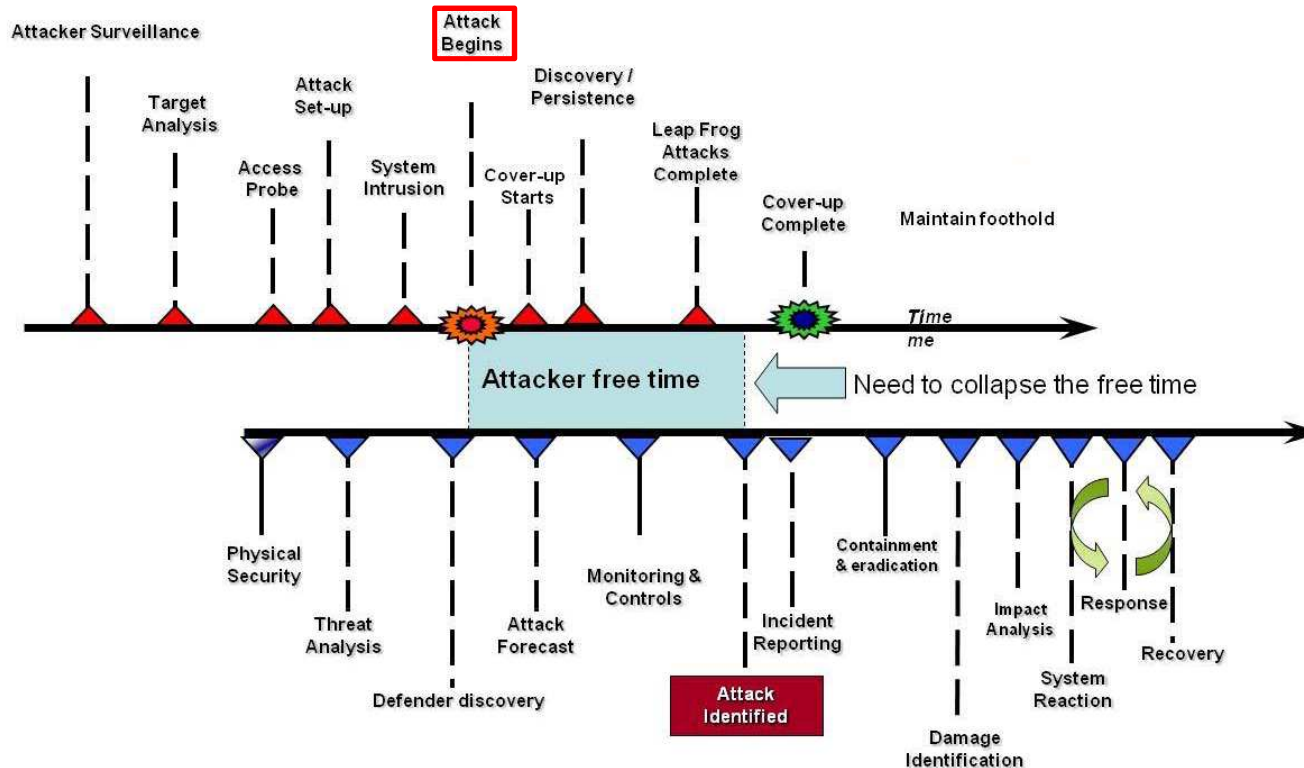 Attacker Surveillance
Target
Analysis
Access
Probe
Attack
Set-up
System
Intrusion
Attack
Begins
Cover-up
Starts
Discovery /
Persistence
Leap Frog
Attacks
Complete
Cover-up
Complete
Maintain foothold
Time
me
Attacker free time
Need to collapse the free time
Physical
Security
Threat
Analysis
Defender discovery
Attack
Forecast
Monitoring &
Controls
Attack
Identified
Incident
Reporting
Containment
& eradication
Damage
Identification
Impact
Analysis
System
Reaction
Response
Recovery